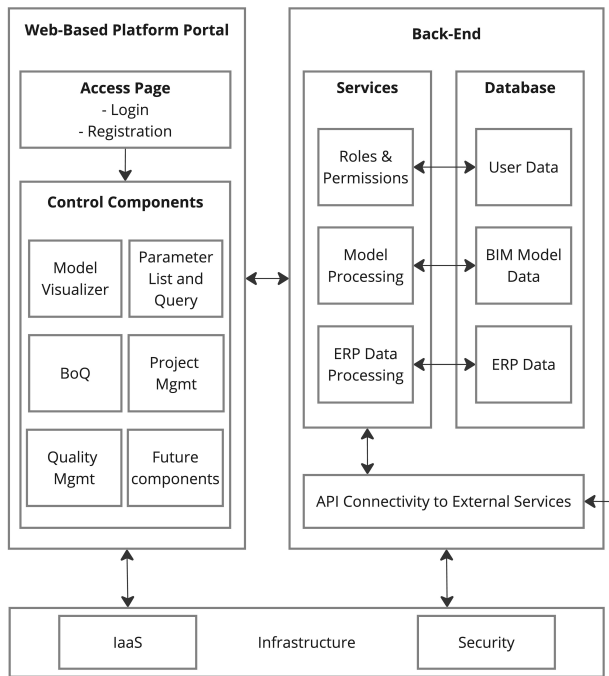 Web-Based Platform Portal
Access Page
- Login
- Registration
Control Components
Model
Visualizer
Parameter
List and
Query
BoQ
Project
Mgmt
Quality
Mgmt
Future
components
Back-End
Services
Database
Roles &
Permissions
User Data
Model
Processing
BIM Model
Data
ERP Data
Processing
ERP Data
API Connectivity to External Services
IaaS
Infrastructure
Security